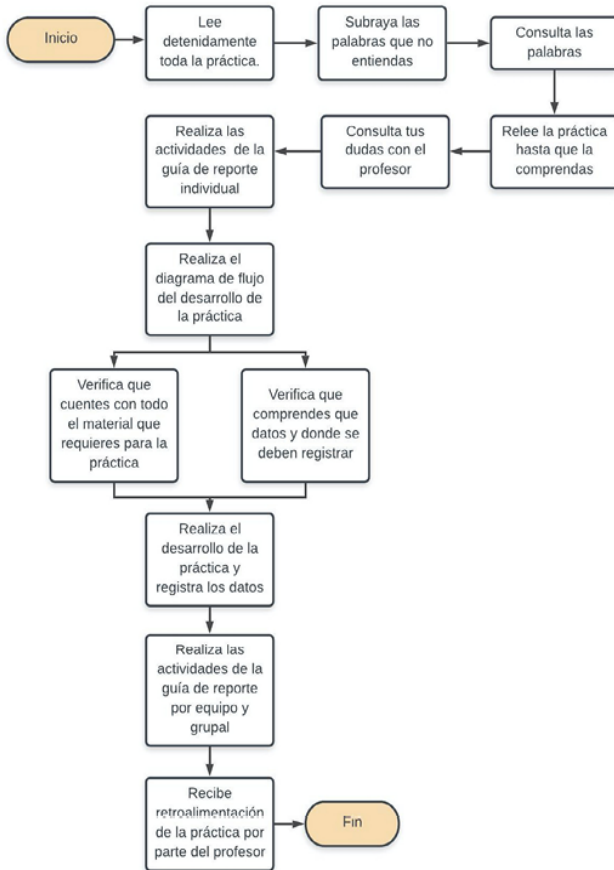 Inicio
Lee
detenidamente
toda la práctica.
Subraya las
palabras que no
entiendas
Consulta las
palabras
Relee la práctica
hasta que la
comprendas
Consulta tus
dudas con el
profesor
Realiza las
actividades de la
guía de reporte
individual
Realiza el
diagrama de flujo
del desarrollo de
la práctica
Verifica que
cuentes con todo
el material que
requieres para la
práctica
Verifica que
comprendes que
datos y donde se
deben registrar
Realiza el
desarrollo de la
práctica y
registra los datos
Realiza las
actividades de la
guía de reporte
por equipo y
grupal
Recibe
retroalimentación
de la práctica por
parte del profesor
Fin